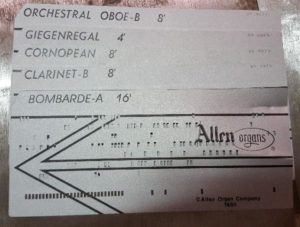 ORCHESTRAL OBOE-B 8'
GIEGENREGAL 4'
CORNOPEAN 8'
CLARINET-B 8'
BOMBARDE-A 16'
Allen organs
©Allen Organ Company